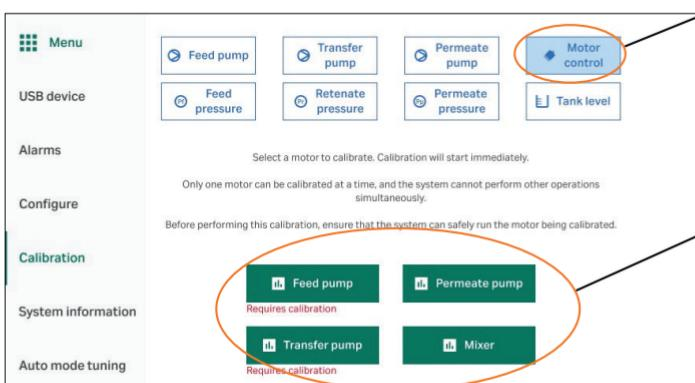 Menu
USB device
Alarms
Configure
Calibration
System information
Auto mode tuning
Feed pump
Transfer
pump
Permeate
pump
Motor
control
Pf
Feed
pressure
Pr
Retenate
pressure
Pp
Permeate
pressure
Tank level
Select a motor to calibrate. Calibration will start immediately.
Only one motor can be calibrated at a time, and the system cannot perform other operations
simultaneously.
Before performing this calibration, ensure that the system can safely run the motor being calibrated.
Feed pump
Requires calibration
Permeate pump
Transfer pump
Requires calibration
Mixer